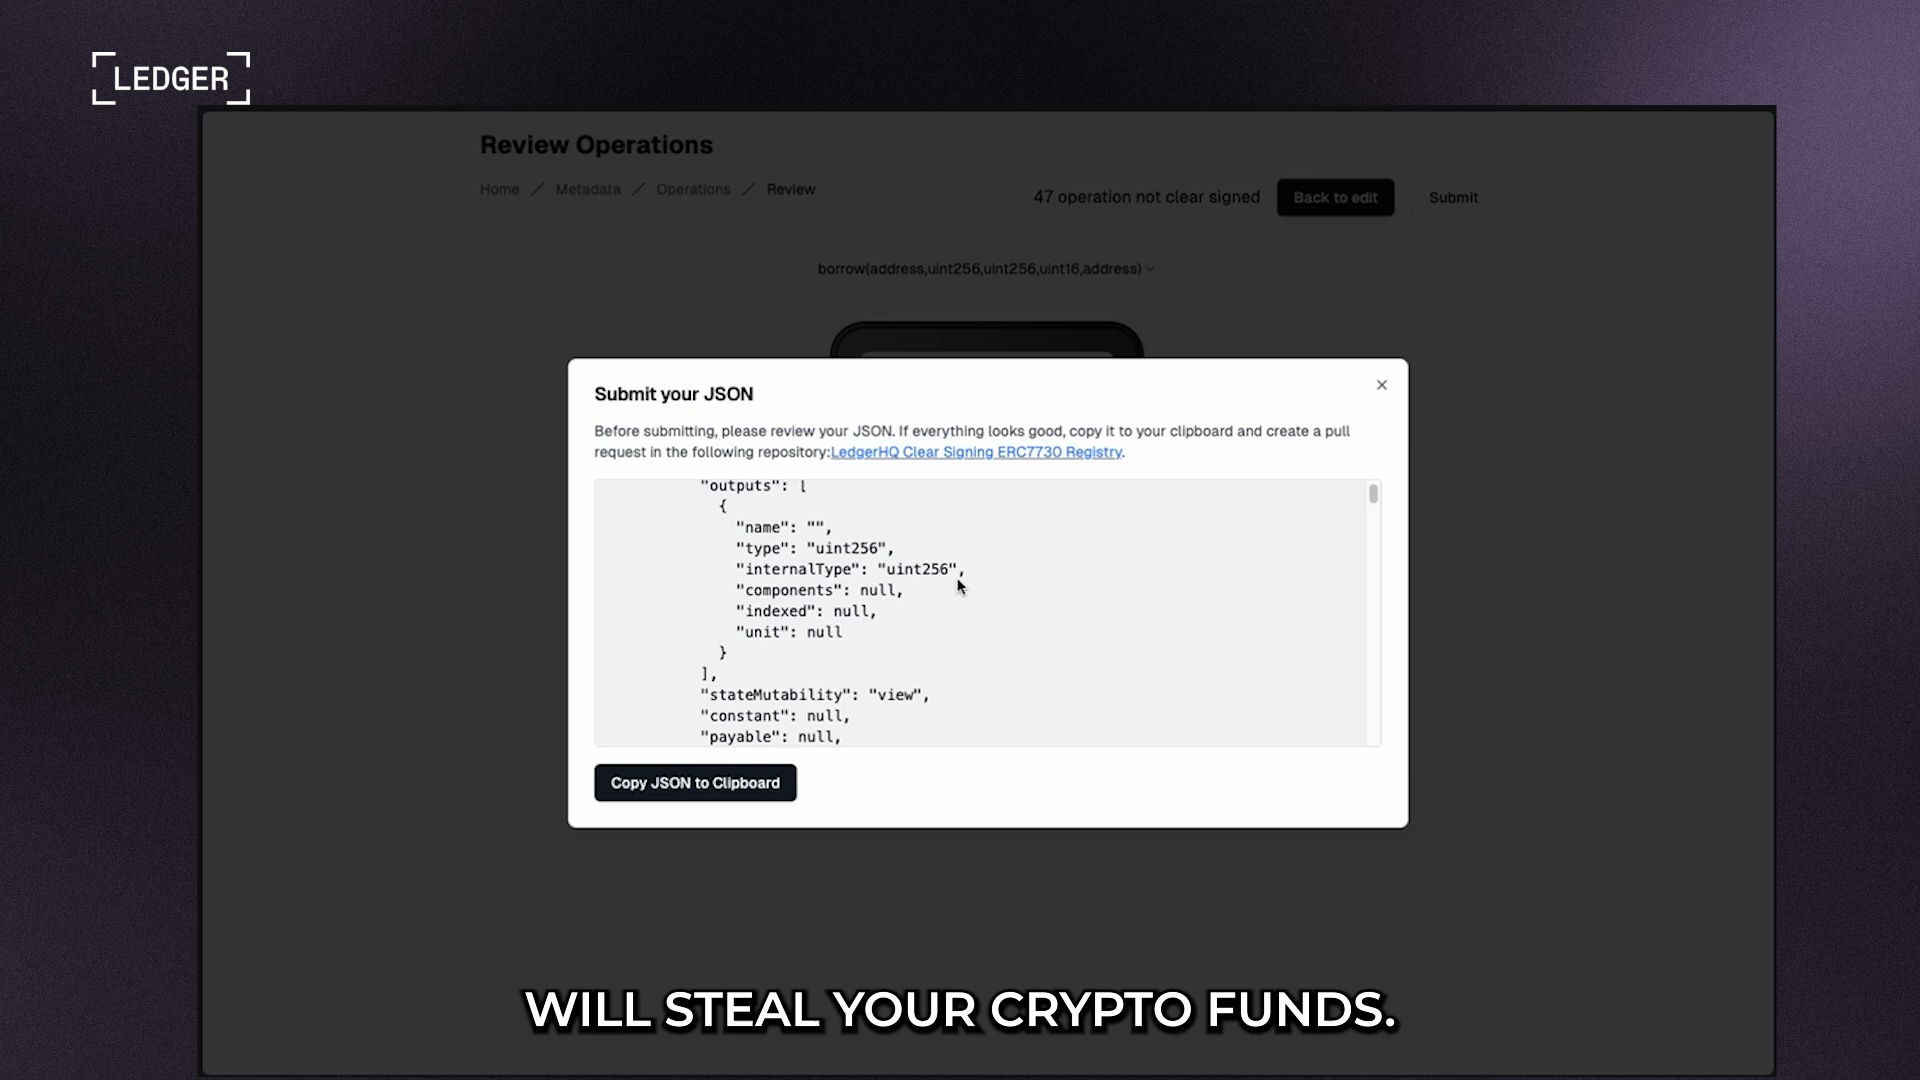 LEDGER
Review Operations
Home / Metadata / Operations / Review
47 operation not clear signed
Back to edit
Submit
borrow(address,uint256,uint256,uint16,address)
Submit your JSON
Before submitting, please review your JSON. If everything looks good, copy it to your clipboard and create a pull
request in the following repository:LedgerHQ Clear Signing ERC7730 Registry.
"outputs": [
{
"name": "",
"type": "uint256",
"internalType": "uint256",
"components": null,
"indexed": null,
"unit": null
}
],
"stateMutability": "view",
"constant": null,
"payable": null,
Copy JSON to Clipboard
WILL STEAL YOUR CRYPTO FUNDS.